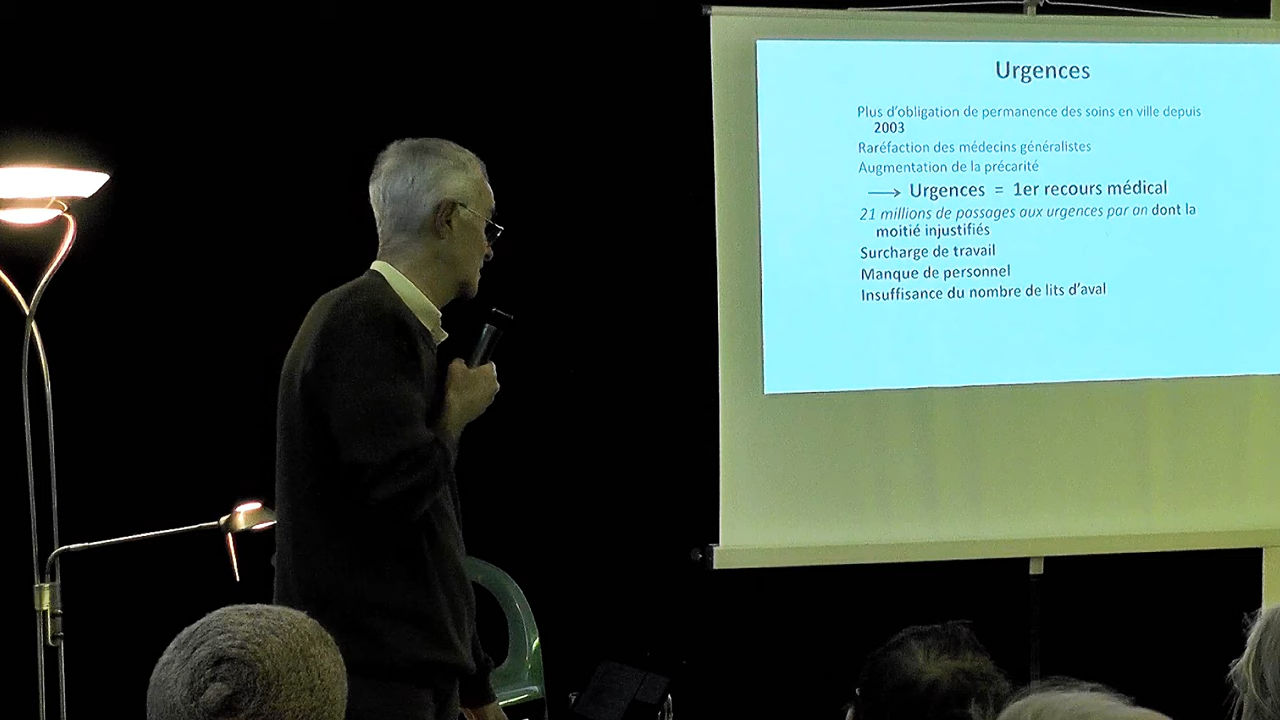 Urgences
Plus d'obligation de permanence des soins en ville depuis
2003
Raréfaction des médecins généralistes
Augmentation de la précarité
→ Urgences = 1er recours médical
21 millions de passages aux urgences par an dont la
moitié injustifiés
Surcharge de travail
Manque de personnel
Insuffisance du nombre de lits d'aval